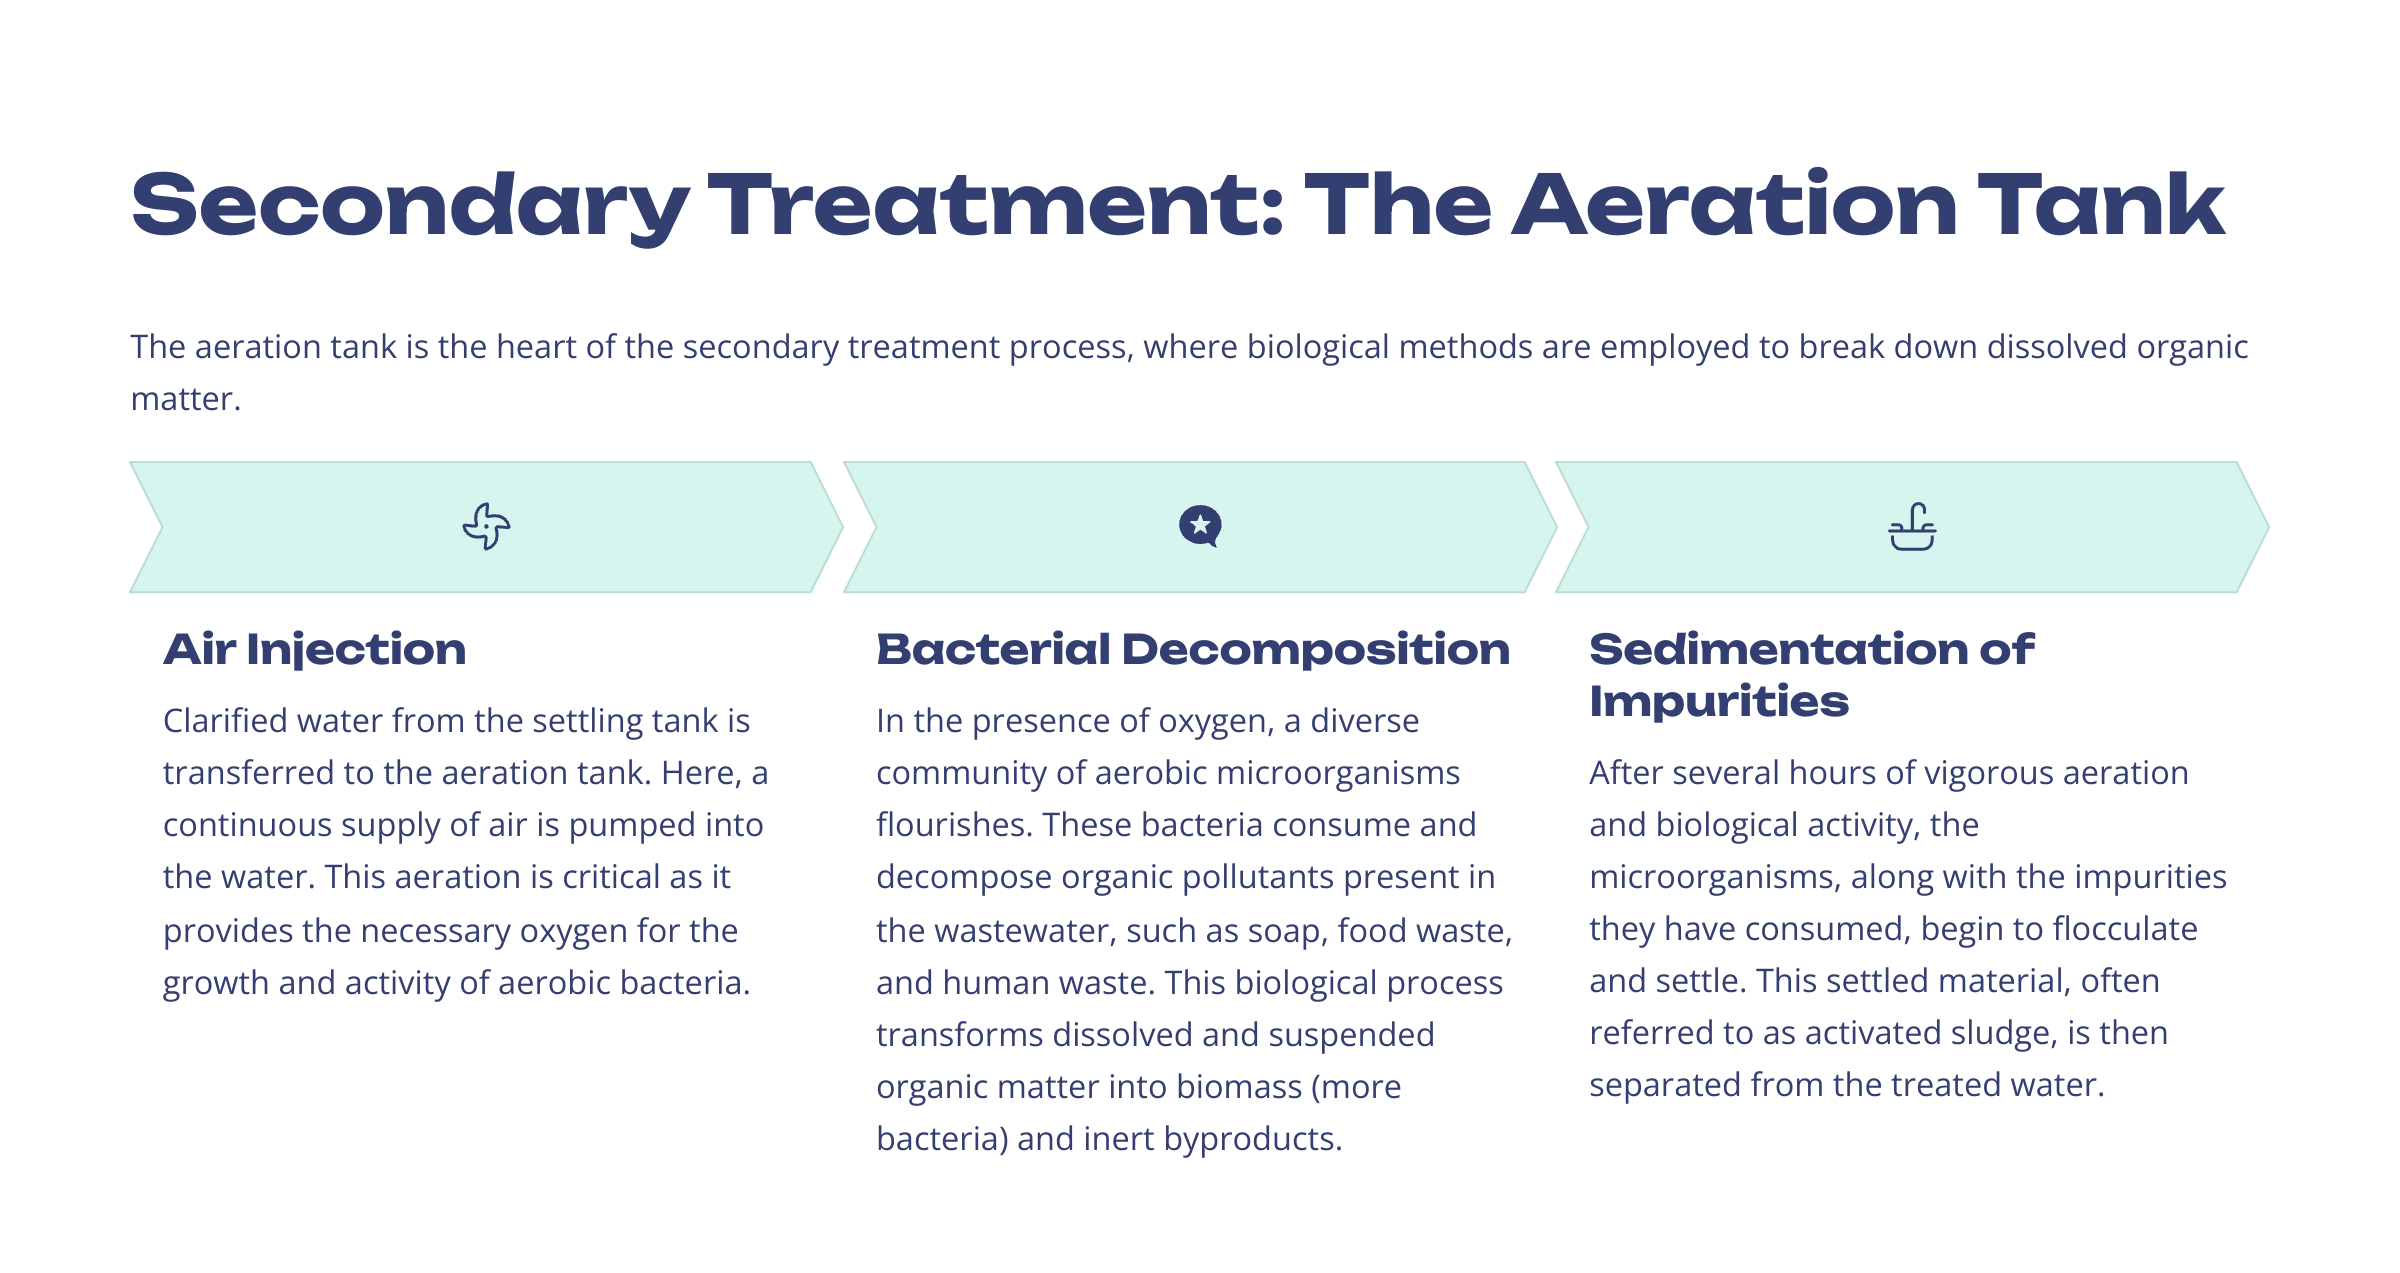 Secondary Treatment: The Aeration Tank
The aeration tank is the heart of the secondary treatment process, where biological methods are employed to break down dissolved organic
matter.
Air Injection
Clarified water from the settling tank is
transferred to the aeration tank. Here, a
continuous supply of air is pumped into
the water. This aeration is critical as it
provides the necessary oxygen for the
growth and activity of aerobic bacteria.
Bacterial Decomposition
In the presence of oxygen, a diverse
community of aerobic microorganisms
flourishes. These bacteria consume and
decompose organic pollutants present in
the wastewater, such as soap, food waste,
and human waste. This biological process
transforms dissolved and suspended
organic matter into biomass (more
bacteria) and inert byproducts.
Sedimentation of
Impurities
After several hours of vigorous aeration
and biological activity, the
microorganisms, along with the impurities
they have consumed, begin to flocculate
and settle. This settled material, often
referred to as activated sludge, is then
separated from the treated water.